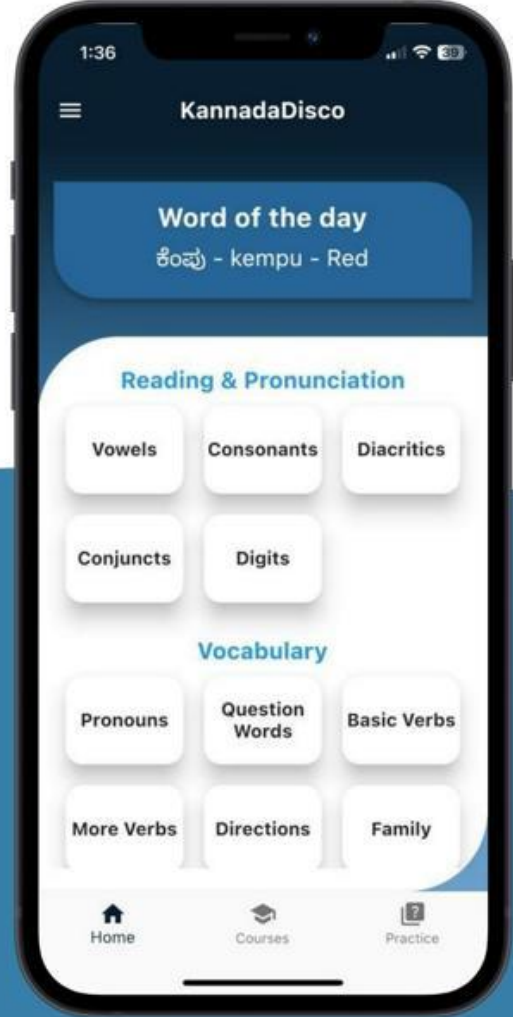 1:36
39
KannadaDisco
Word of the day
ಕೆಂಪು - kempu - Red
Reading & Pronunciation
Vowels Consonants Diacritics
Conjuncts Digits
Vocabulary
Pronouns Question Words Basic Verbs
More Verbs Directions Family
Home Courses Practice